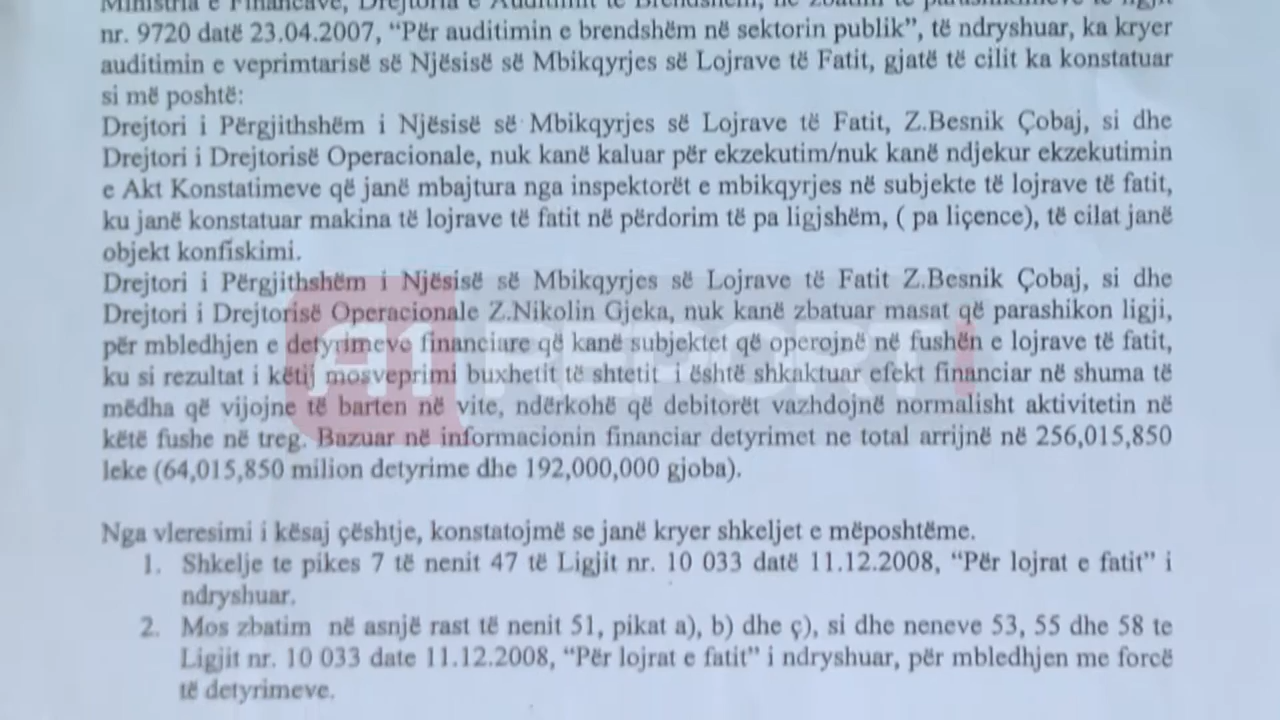 Ministria e Financave, Drejtoria e Auditimit të Brendshëm, në zbatim të parashikimeve të ligjit
nr. 9720 datë 23.04.2007, “Për auditimin e brendshëm në sektorin publik”, të ndryshuar, ka kryer
auditimin e veprimtarisë së Njësisë së Mbikqyrjes së Lojrave të Fatit, gjatë të cilit ka konstatuar
si më poshtë:
Drejtori i Përgjithshëm i Njësisë së Mbikqyrjes së Lojrave të Fatit, Z.Besnik Çobaj, si dhe
Drejtori i Drejtorisë Operacionale, nuk kanë kaluar për ekzekutim/nuk kanë ndjekur ekzekutimin
e Akt Konstatimeve që janë mbajtura nga inspektorët e mbikqyrjes në subjekte të lojrave të fatit,
ku janë konstatuar makina të lojrave të fatit në përdorim të pa ligjshëm, ( pa liçence), të cilat janë
objekt konfiskimi.
Drejtori i Përgjithshëm i Njësisë së Mbikqyrjes së Lojrave të Fatit Z.Besnik Çobaj, si dhe
Drejtori i Drejtorisë Operacionale Z.Nikolin Gjeka, nuk kanë zbatuar masat që parashikon ligji,
për mbledhjen e detyrimeve financiare që kanë subjektet që operojnë në fushën e lojrave të fatit,
ku si rezultat i këtij mosveprimi buxhetit të shtetit i është shkaktuar efekt financiar në shuma të
mëdha që vijojne të barten në vite, ndërkohë që debitorët vazhdojnë normalisht aktivitetin në
këtë fushe në treg. Bazuar në informacionin financiar detyrimet ne total arrijnë në 256,015,850
leke (64,015,850 milion detyrime dhe 192,000,000 gjoba).
A1 REPORT
Nga vleresimi i kësaj çështje, konstatojmë se janë kryer shkeljet e mëposhtëme.
1. Shkelje te pikes 7 të nenit 47 të Ligjit nr. 10 033 datë 11.12.2008, “Për lojrat e fatit” i
ndryshuar.
2. Mos zbatim në asnjë rast të nenit 51, pikat a), b) dhe ç), si dhe neneve 53, 55 dhe 58 te
Ligjit nr. 10 033 date 11.12.2008, “Për lojrat e fatit” i ndryshuar, për mbledhjen me forcë
të detyrimeve.